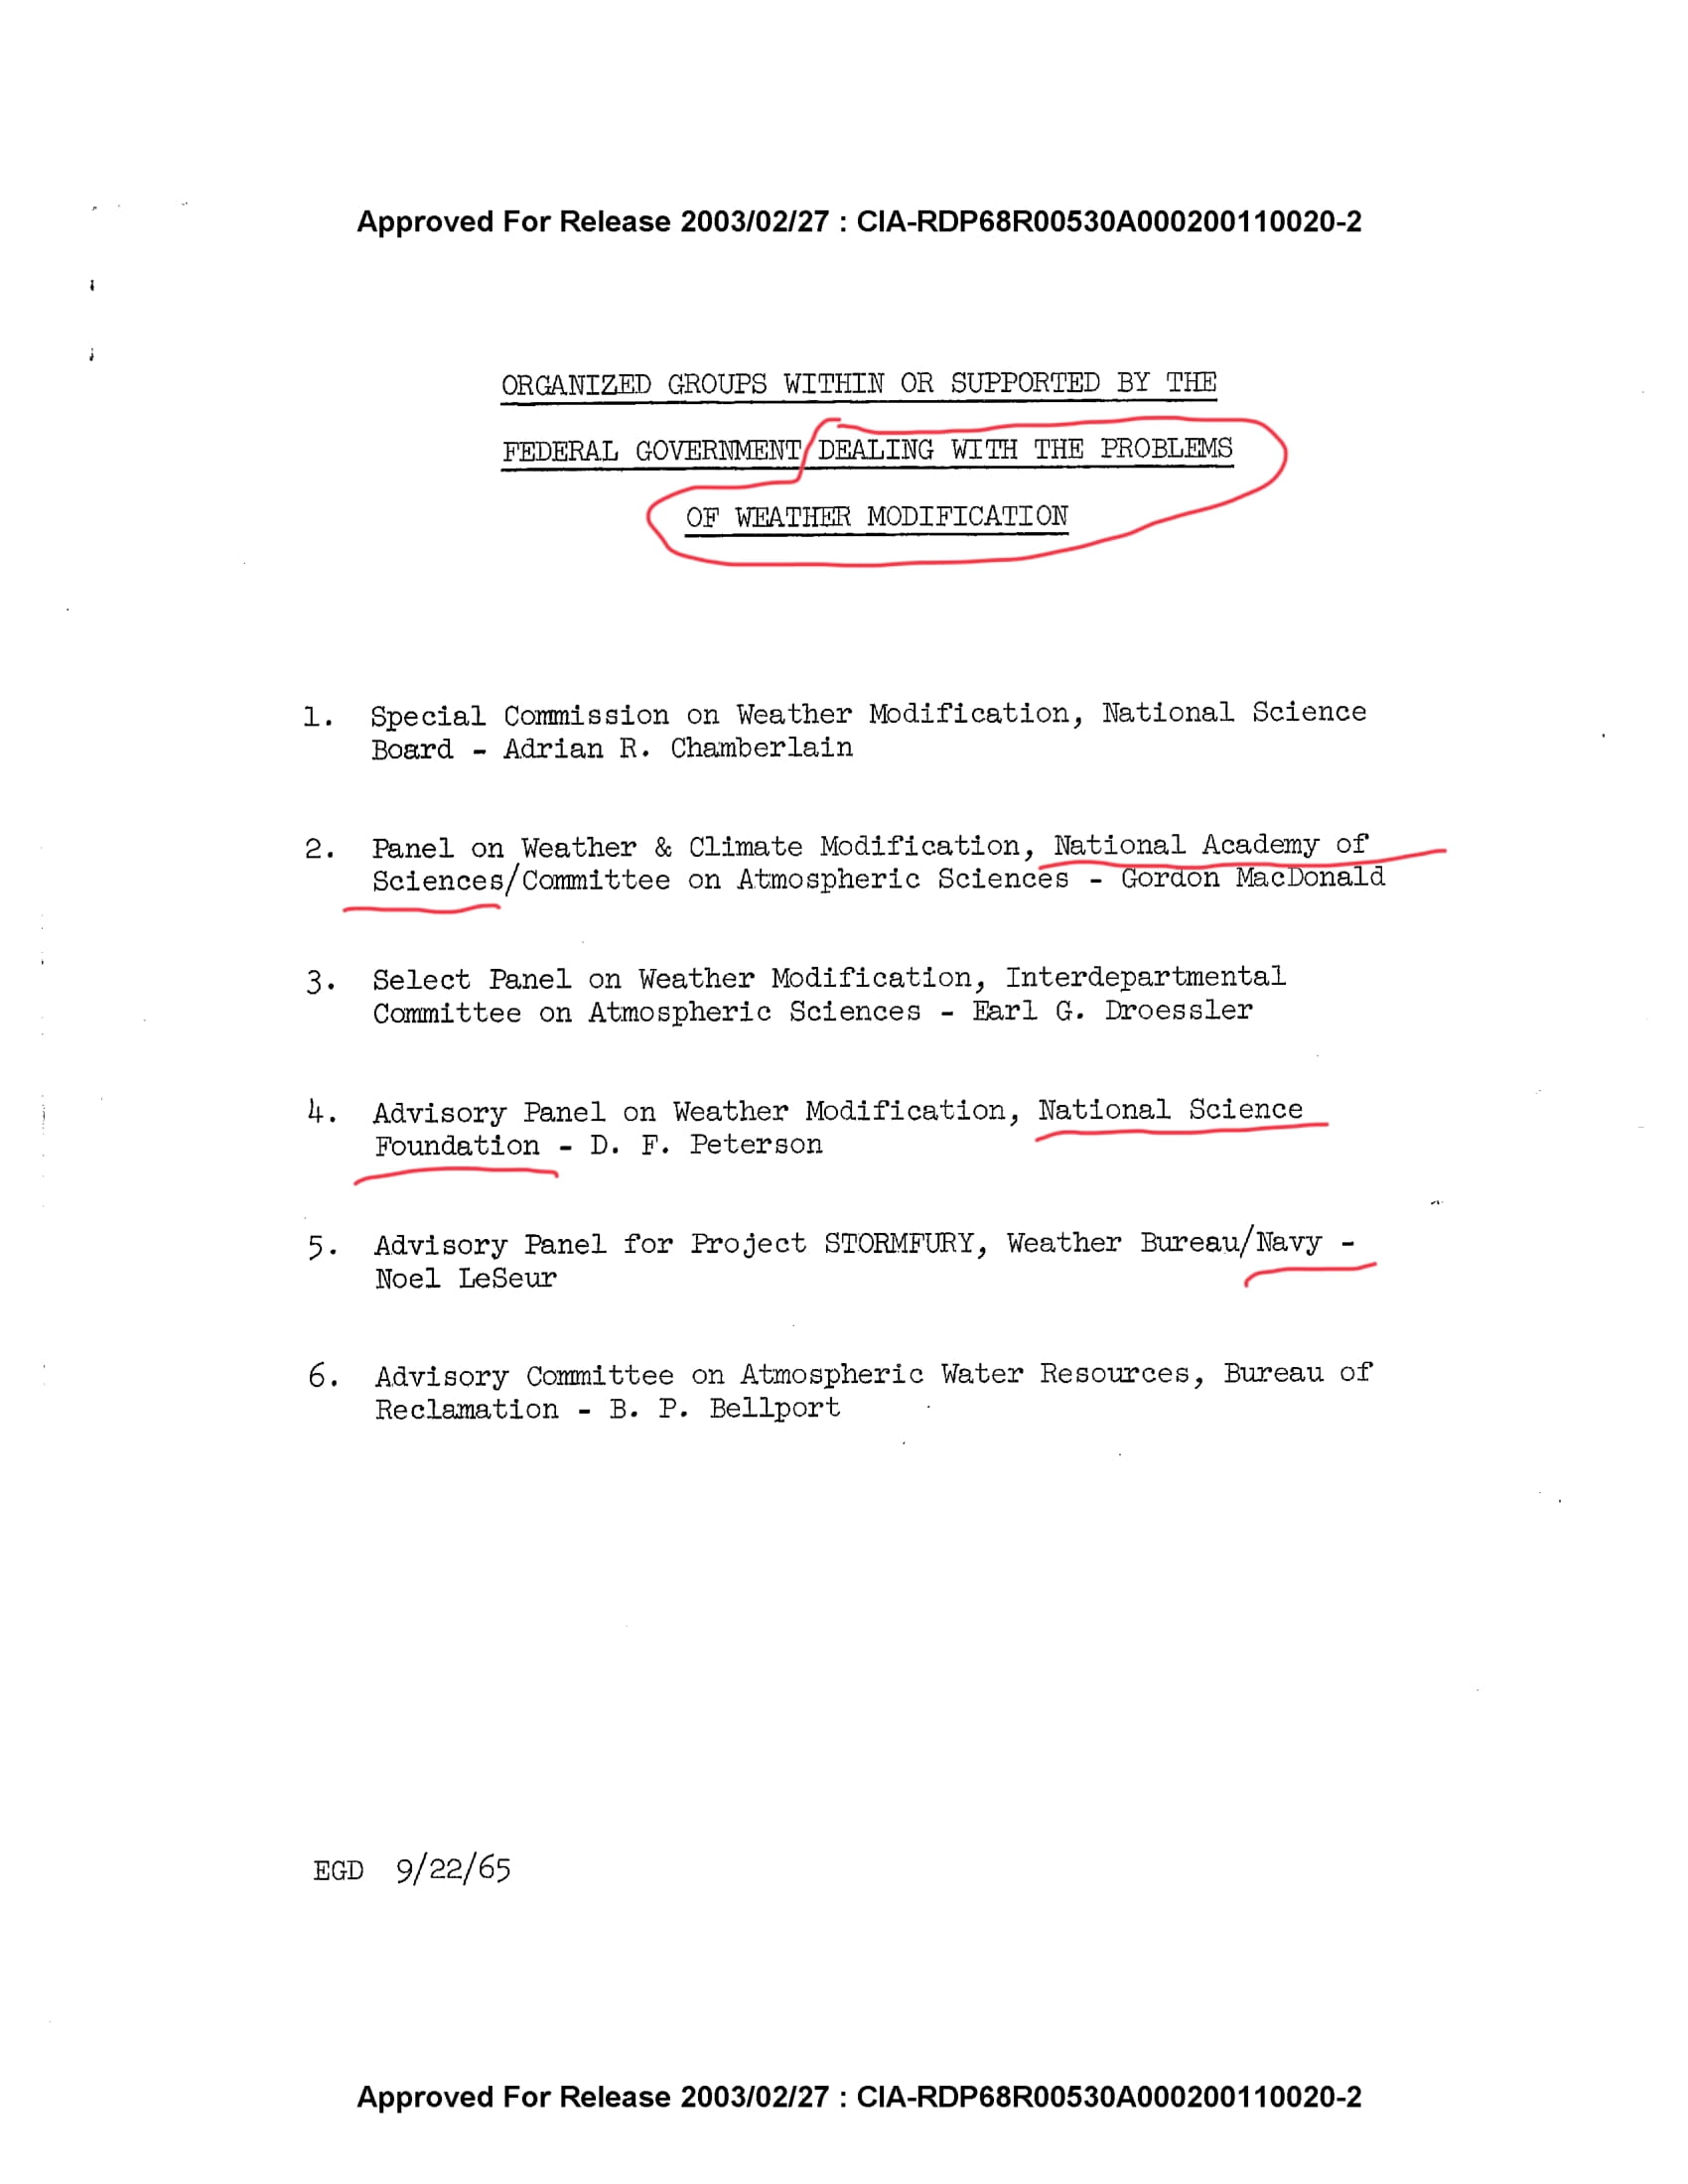 Approved For Release 2003/02/27 : CIA-RDP68R00530A000200110020-2
ORGANIZED GROUPS WITHIN OR SUPPORTED BY THE
FEDERAL GOVERNMENT DEALING WITH THE PROBLEMS
OF WEATHER MODIFICATION
1. Special Commission on Weather Modification, National Science
Board - Adrian R. Chamberlain
2. Panel on Weather & Climate Modification, National Academy of
Sciences/Committee on Atmospheric Sciences - Gordon MacDonald
3. Select Panel on Weather Modification, Interdepartmental
Committee on Atmospheric Sciences - Earl G. Droessler
4. Advisory Panel on Weather Modification, National Science
Foundation - D. F. Peterson
5. Advisory Panel for Project STORMFURY, Weather Bureau/Navy -
Noel LeSeur
6. Advisory Committee on Atmospheric Water Resources, Bureau of
Reclamation - B. P. Bellport
EGD 9/22/65
Approved For Release 2003/02/27 : CIA-RDP68R00530A000200110020-2